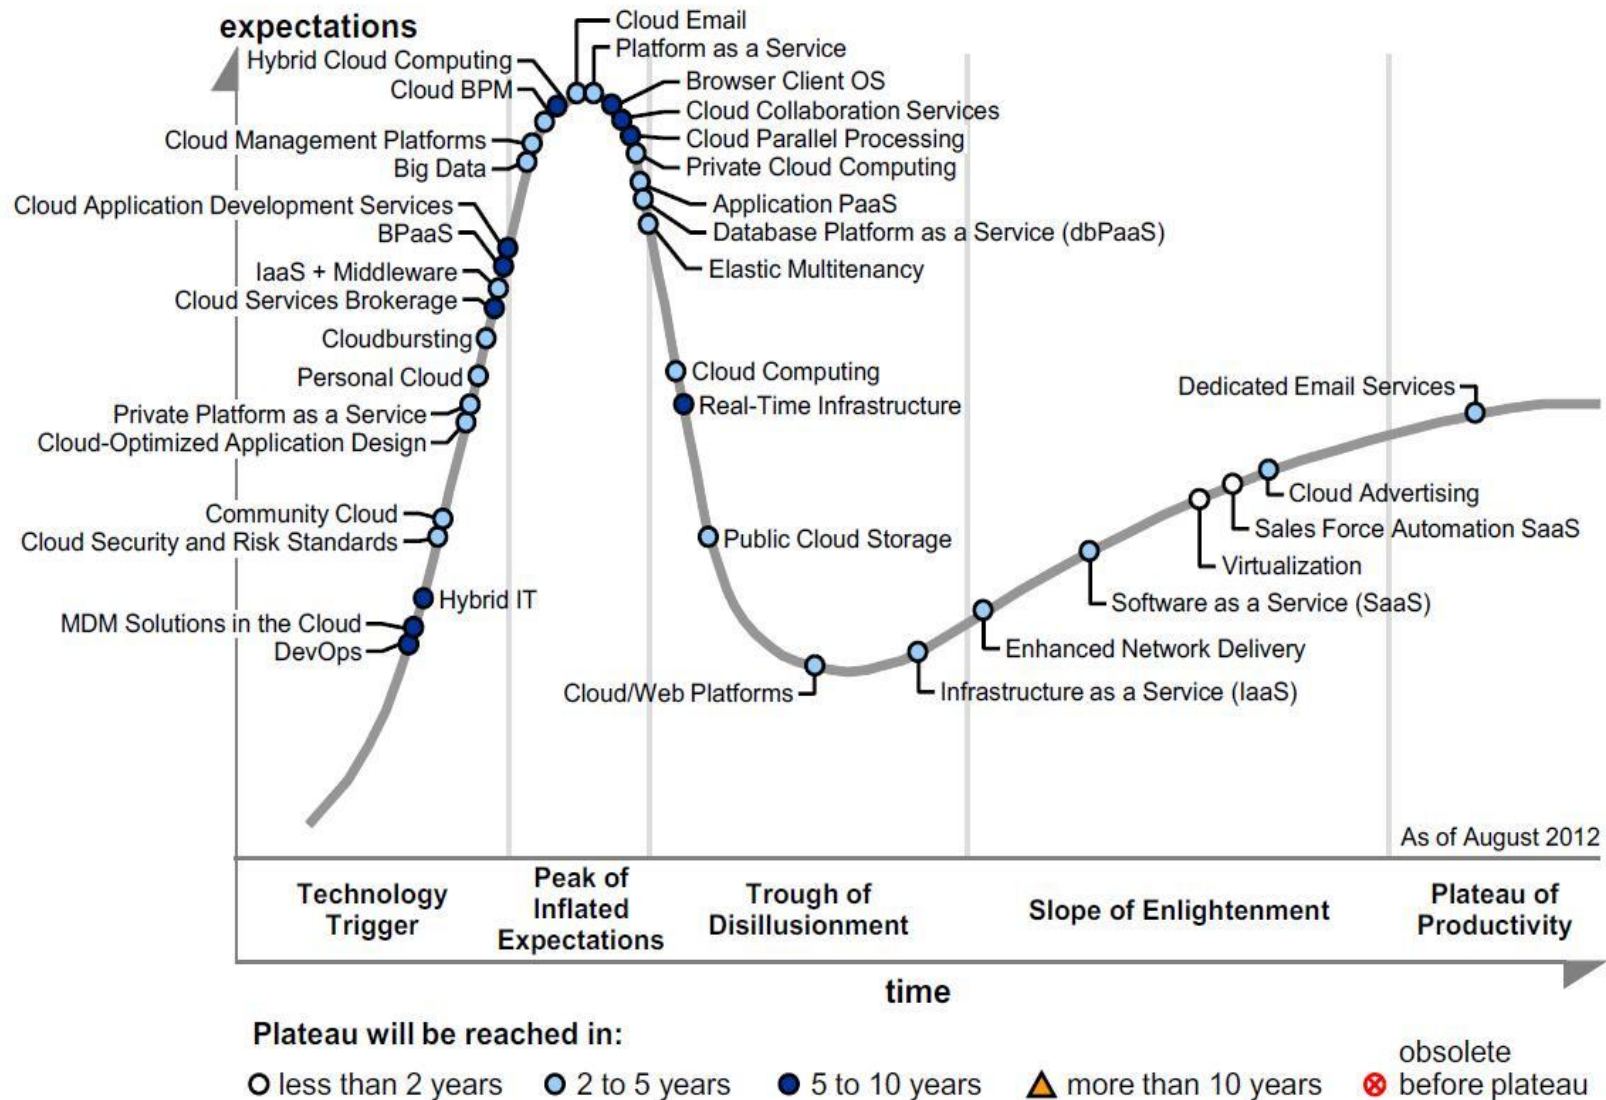 expectations
Cloud Email
Platform as a Service
Hybrid Cloud Computing
Cloud BPM
Browser Client OS
Cloud Collaboration Services
Cloud Parallel Processing
Private Cloud Computing
Cloud Management Platforms
Big Data
Application PaaS
Database Platform as a Service (dbPaaS)
Elastic Multitenancy
Cloud Application Development Services
BPaaS
IaaS + Middleware
Cloud Services Brokerage
Cloudbursting
Personal Cloud
Private Platform as a Service
Cloud-Optimized Application Design
Cloud Computing
Real-Time Infrastructure
Dedicated Email Services
Community Cloud
Cloud Security and Risk Standards
Public Cloud Storage
Cloud Advertising
Sales Force Automation SaaS
Virtualization
Software as a Service (SaaS)
Hybrid IT
MDM Solutions in the Cloud
DevOps
Enhanced Network Delivery
Cloud/Web Platforms
Infrastructure as a Service (IaaS)
As of August 2012
Technology
Trigger
Peak of
Inflated
Expectations
Trough of
Disillusionment
Slope of Enlightenment
Plateau of
Productivity
time
Plateau will be reached in:
less than 2 years
2 to 5 years
5 to 10 years
more than 10 years
obsolete
before plateau